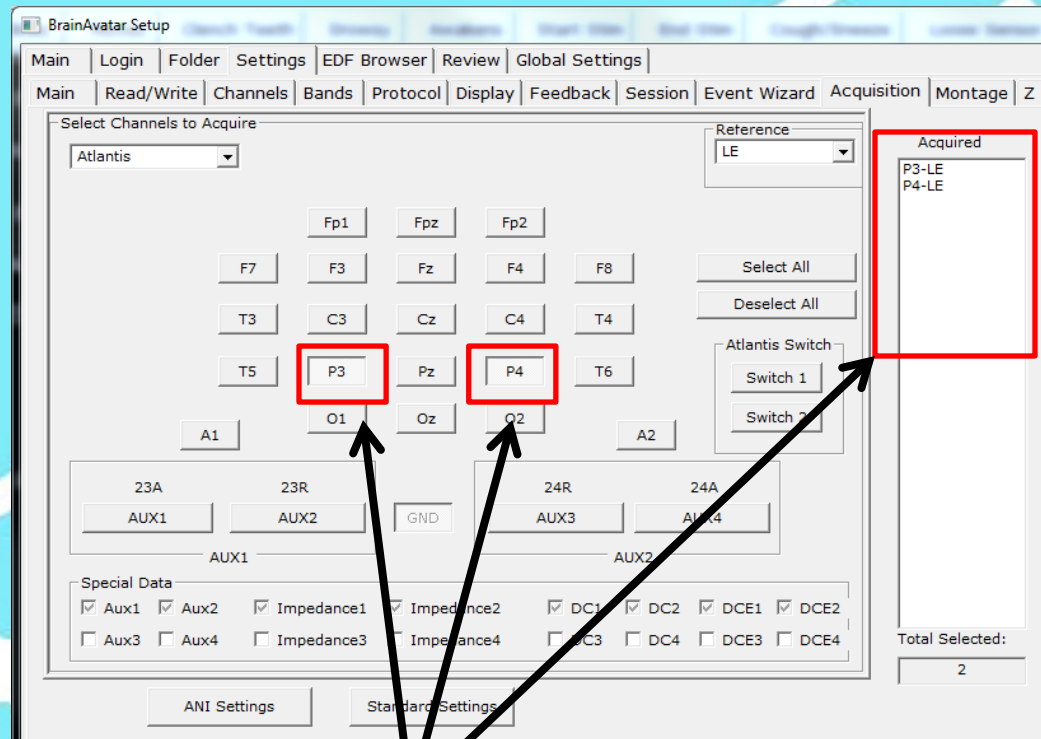 BrainAvatar Setup
Main Login Folder Settings EDF Browser Review Global Settings
Main Read/Write Channels Bands Protocol Display Feedback Session Event Wizard Acquisition Montage Z
Select Channels to Acquire
Atlantis
Reference
LE
Acquired
P3-LE
P4-LE
Fp1 Fpz Fp2
F7 F3 Fz F4 F8
Select All
T3 C3 Cz C4 T4
Deselect All
Atlantis Switch
T5 P3 Pz P4 T6
Switch 1
O1 Oz O2
Switch 2
A1 A2
23A 23R 24R 24A
AUX1 AUX2 GND AUX3 AUX4
AUX1 AUX2
Special Data
Aux1 Aux2 Impedance1 Impedance2 DC1 DC2 DCE1 DCE2
Aux3 Aux4 Impedance3 Impedance4 DC3 DC4 DCE3 DCE4
Total Selected:
2
ANI Settings Standard Settings